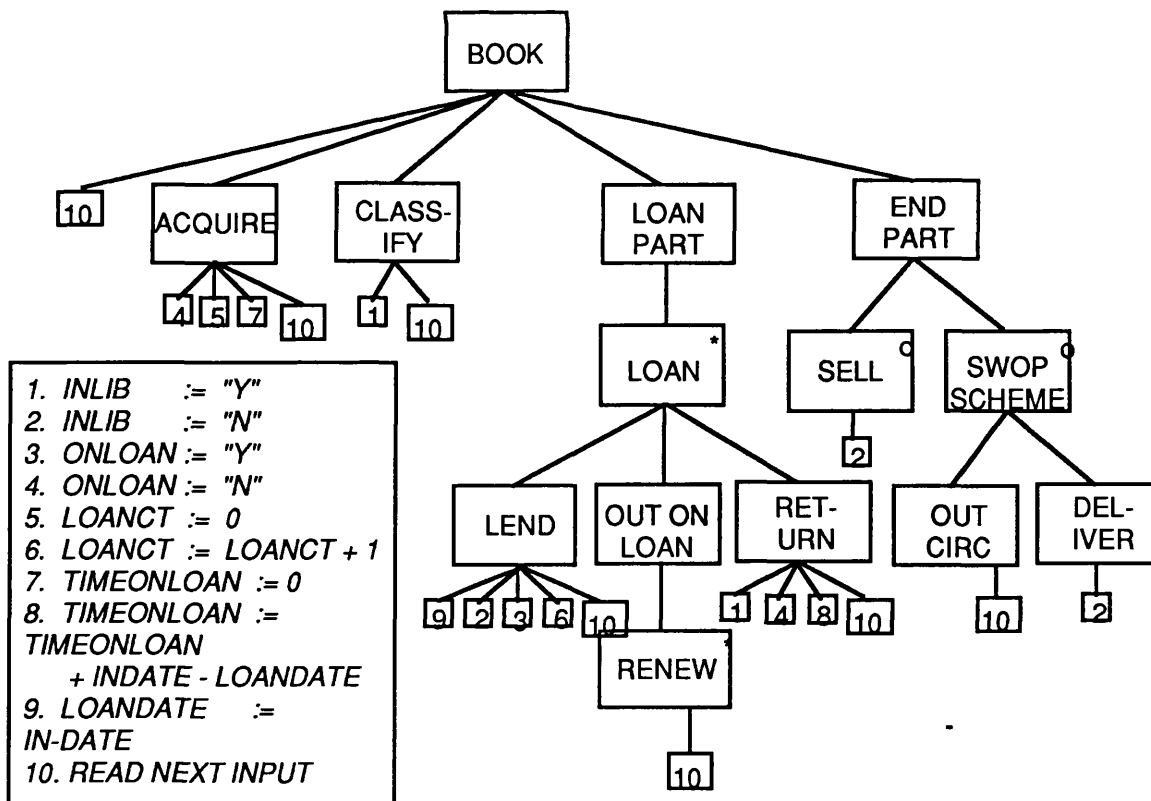 BOOK
10
ACQUIRE
CLASS-
IFY
LOAN
PART
END
PART
4 5 7 10
1 10
LOAN *
SELL O
SWOP O
SCHEME
2
LEND
OUT ON
LOAN
RET-
URN
OUT
CIRC
DEL-
IVER
9 2 3 6 10
1 4 8 10
10
2
RENEW *
10
1. INLIB := "Y"
2. INLIB := "N"
3. ONLOAN := "Y"
4. ONLOAN := "N"
5. LOANCT := 0
6. LOANCT := LOANCT + 1
7. TIMEONLOAN := 0
8. TIMEONLOAN :=
TIMEONLOAN
+ INDATE - LOANDATE
9. LOANDATE :=
IN-DATE
10. READ NEXT INPUT